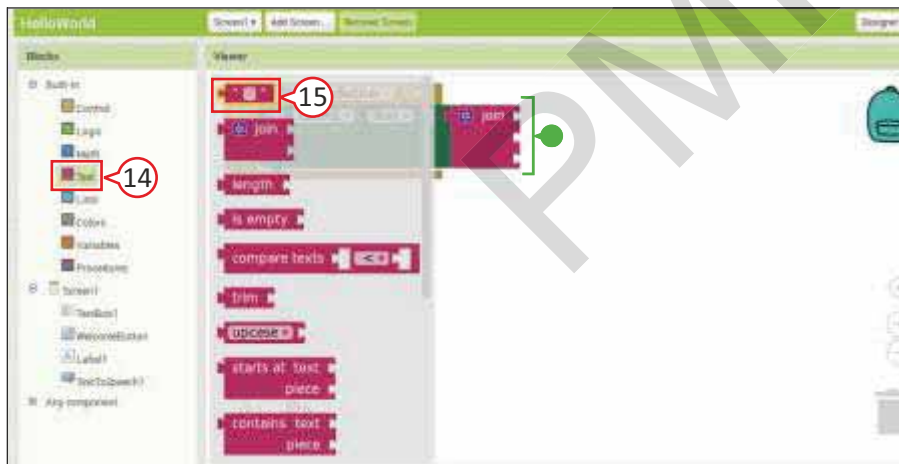 HelloWorld
Screen1 Add Screen... Remove Screen
Designer
Blocks
Viewer
Built-in
Control
Logic
Math
Text
14
Lists
Colors
Variables
Procedures
Screen1
TextBox1
WelcomeButton
Label1
TextToSpeech1
Any component
" "
15
join
join
length
is empty
compare texts <
trim
upcase
starts at text
piece
contains text
piece
PM